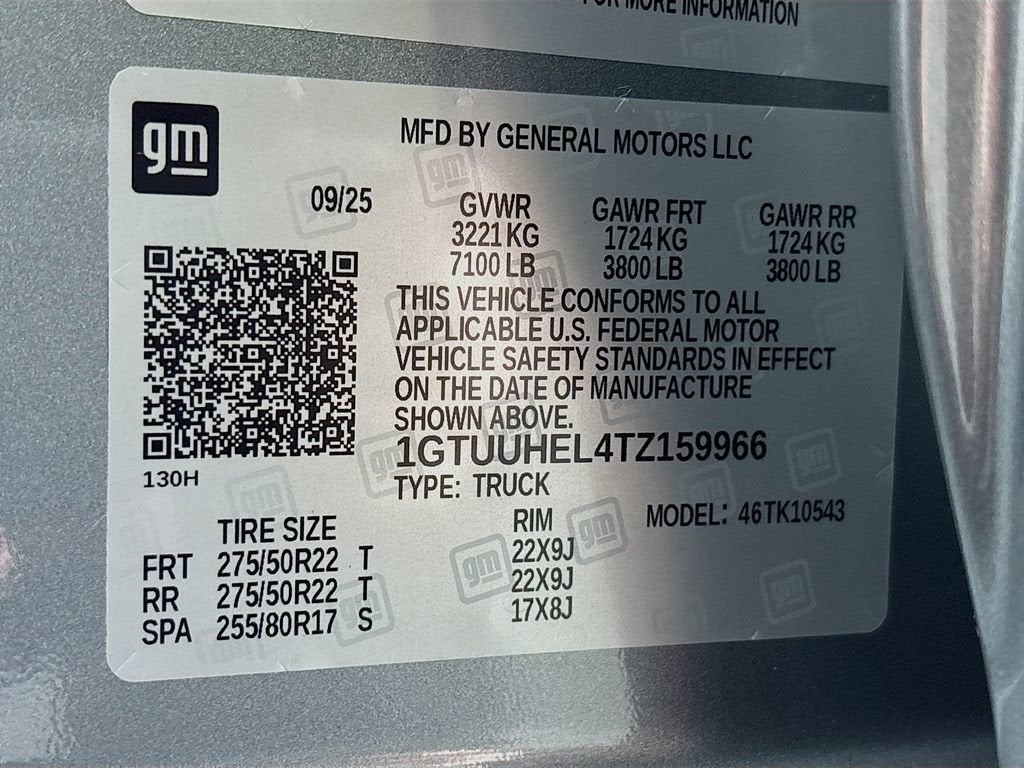 FOR MORE INFORMATION
gm
MFD BY GENERAL MOTORS LLC
09/25
GVWR GAWR FRT GAWR RR
3221 KG 1724 KG 1724 KG
7100 LB 3800 LB 3800 LB
THIS VEHICLE CONFORMS TO ALL
APPLICABLE U.S. FEDERAL MOTOR
VEHICLE SAFETY STANDARDS IN EFFECT
ON THE DATE OF MANUFACTURE
SHOWN ABOVE.
1GTUUHEL4TZ159966
130H
TYPE: TRUCK
MODEL: 46TK10543
TIRE SIZE RIM
FRT 275/50R22 T 22X9J
RR 275/50R22 T 22X9J
SPA 255/80R17 S 17X8J